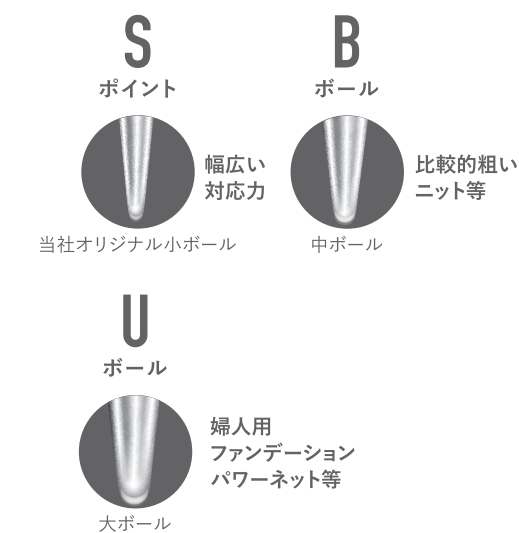 S
ポイント
幅広い
対応力
当社オリジナル小ボール
B
ボール
比較的粗い
ニット等
中ボール
U
ボール
婦人用
ファンデーション
パワーネット等
大ボール